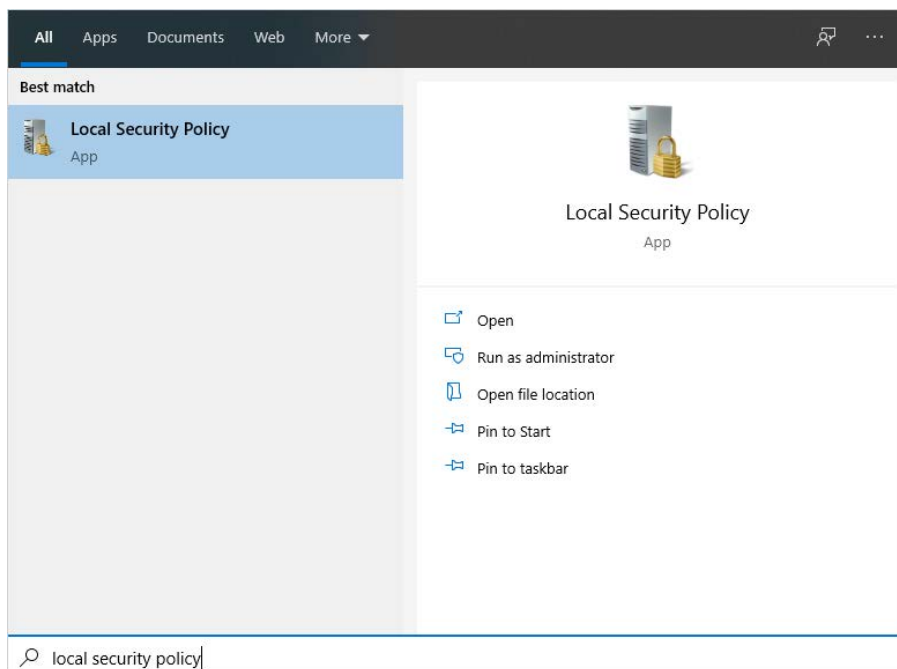 All Apps Documents Web More
Best match
Local Security Policy
App
Local Security Policy
App
Open
Run as administrator
Open file location
Pin to Start
Pin to taskbar
local security policy